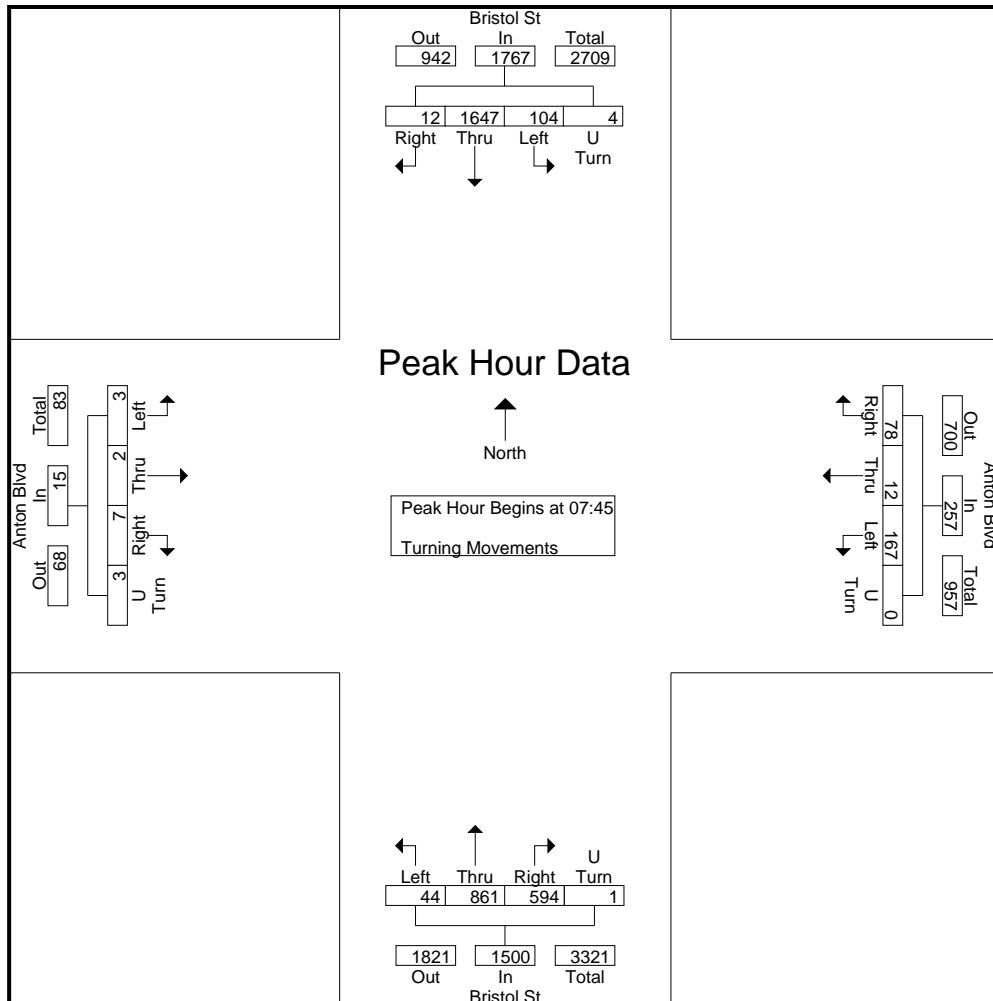 Bristol St
Out In Total
942 1767 2709
12 1647 104 4
Right Thru Left U Turn
Peak Hour Data
North
Peak Hour Begins at 07:45
Turning Movements
Anton Blvd
Total In Out
83 15 68
3 2 7 3
Left Thru Right U Turn
Anton Blvd
Out In Total
700 257 957
78 12 167 0
Right Thru Left U Turn
Left Thru Right U Turn
44 861 594 1
1821 1500 3321
Out In Total
Bristol St